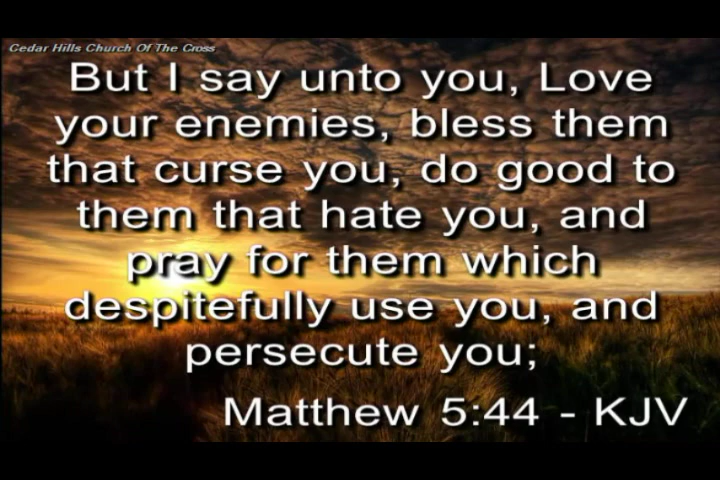 Cedar Hills Church Of The Cross
But I say unto you, Love
your enemies, bless them
that curse you, do good to
them that hate you, and
pray for them which
despitefully use you, and
persecute you;
Matthew 5:44 - KJV